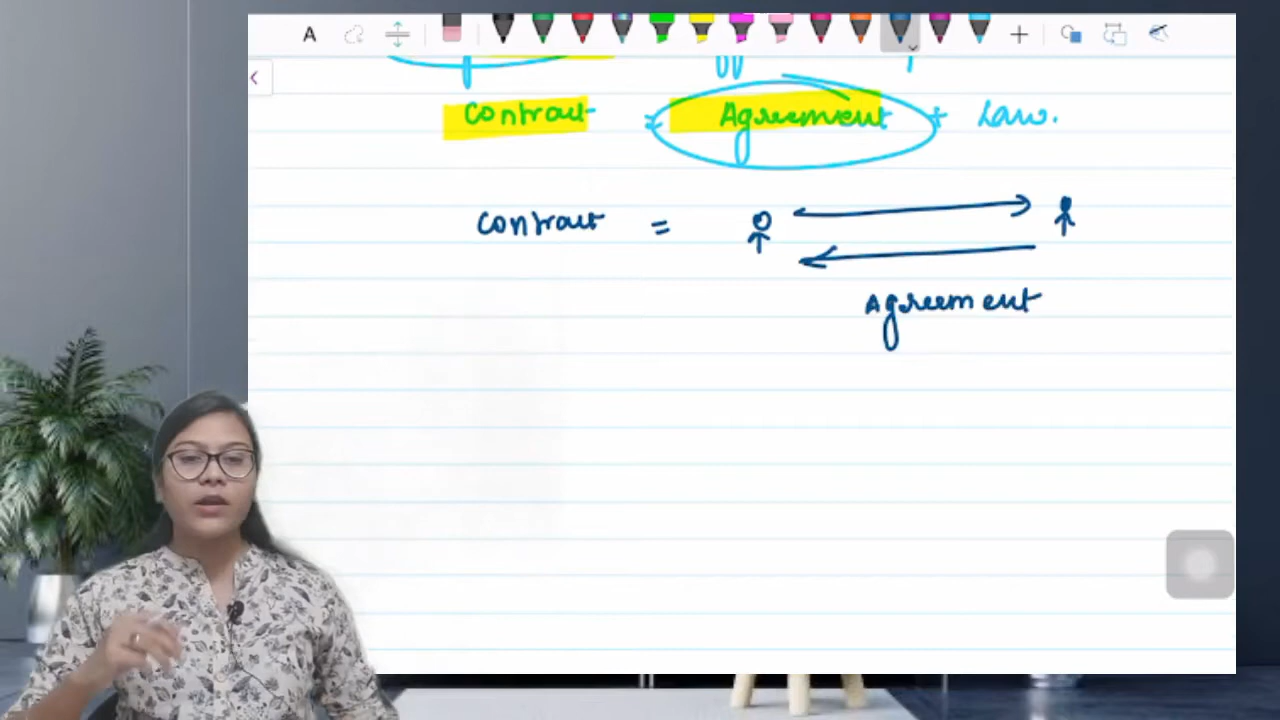 A
Contract = Agreement + Law.
Contract =
Agreement